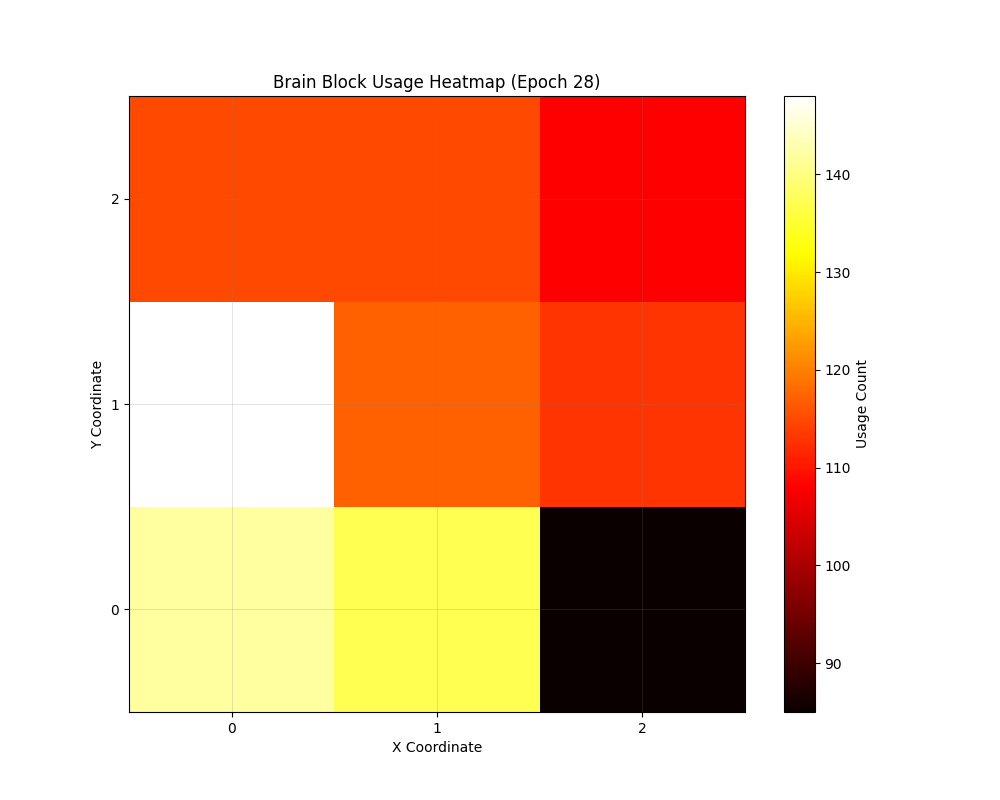 Brain Block Usage Heatmap (Epoch 28)
2
1
0
Y Coordinate
0 1 2
X Coordinate
140
130
120
110
100
90
Usage Count